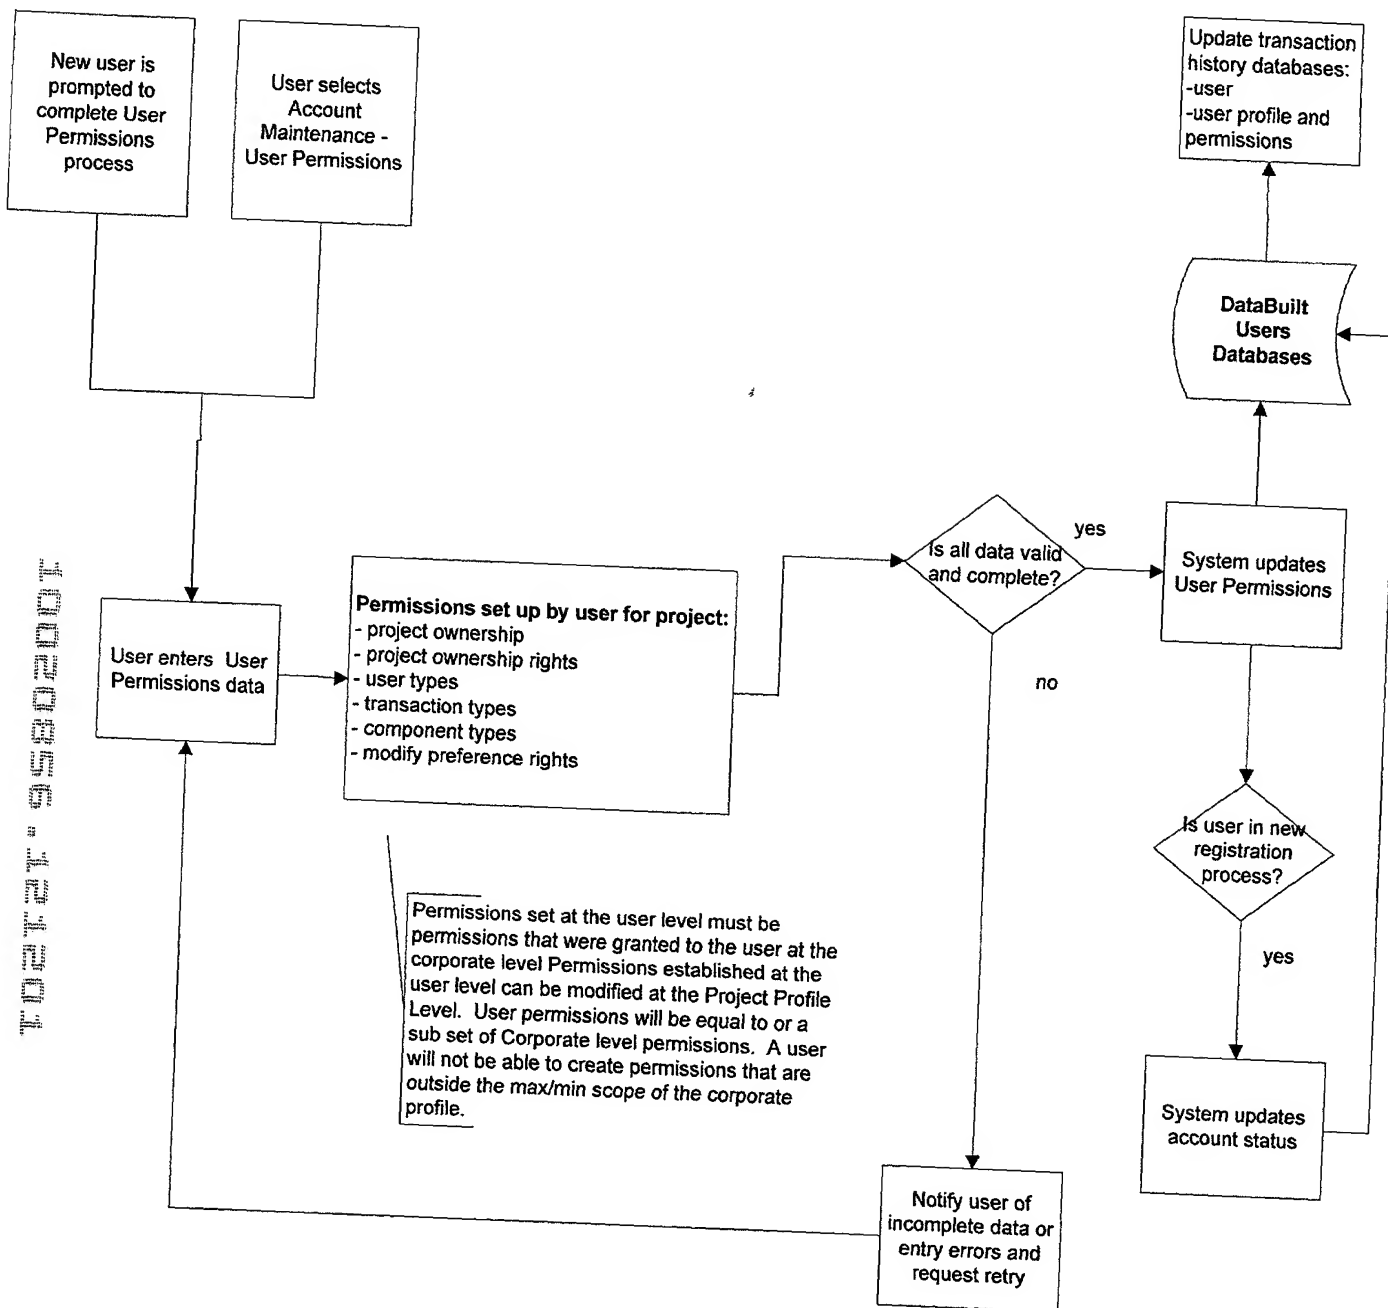 New user is
prompted to
complete User
Permissions
process
User selects
Account
Maintenance -
User Permissions
Update transaction
history databases:
-user
-user profile and
permissions
DataBuilt
Users
Databases
Is all data valid
and complete?
yes
no
System updates
User Permissions
User enters  User
Permissions data
Permissions set up by user for project:
- project ownership
- project ownership rights
- user types
- transaction types
- component types
- modify preference rights
Is user in new
registration
process?
yes
Permissions set at the user level must be
permissions that were granted to the user at the
corporate level Permissions established at the
user level can be modified at the Project Profile
Level.  User permissions will be equal to or a
sub set of Corporate level permissions.  A user
will not be able to create permissions that are
outside the max/min scope of the corporate
profile.
System updates
account status
Notify user of
incomplete data or
entry errors and
request retry
10020856.121201